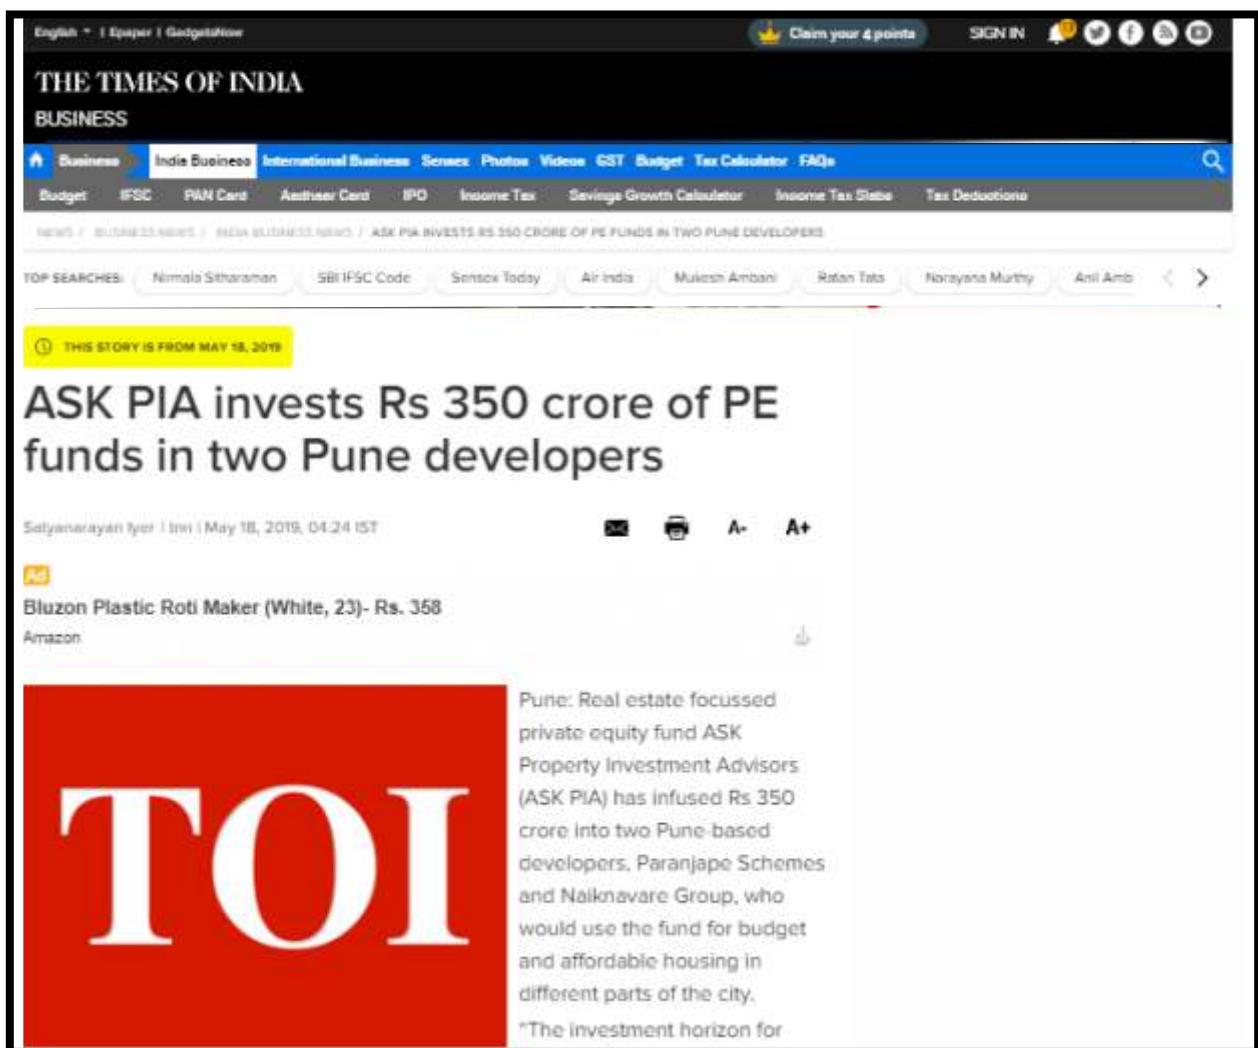 English | Epaper | GadgetsNow
Claim your 4 points
SIGN IN
THE TIMES OF INDIA
BUSINESS
Business India Business International Business Sensex Photos Videos GST Budget Tax Calculator FAQs
Budget IFSC PAN Card Aadhaar Card IPO Income Tax Savings Growth Calculator Income Tax Slabs Tax Deductions
NEWS / BUSINESS NEWS / INDIA BUSINESS NEWS / ASK PIA INVESTS RS 350 CRORE OF PE FUNDS IN TWO PUNE DEVELOPERS
TOP SEARCHES: Nirmala Sitharaman SBI IFSC Code Sensex Today Air India Mukesh Ambani Ratan Tata Narayana Murthy Anil Amb
THIS STORY IS FROM MAY 18, 2019
ASK PIA invests Rs 350 crore of PE
funds in two Pune developers
Satyanarayan Iyer | tnn | May 18, 2019, 04:24 IST
A- A+
Ad
Bluzon Plastic Roti Maker (White, 23)- Rs. 358
Amazon
TOI
Pune: Real estate focussed
private equity fund ASK
Property Investment Advisors
(ASK PIA) has infused Rs 350
crore into two Pune-based
developers, Paranjape Schemes
and Naiknavare Group, who
would use the fund for budget
and affordable housing in
different parts of the city.
"The investment horizon for